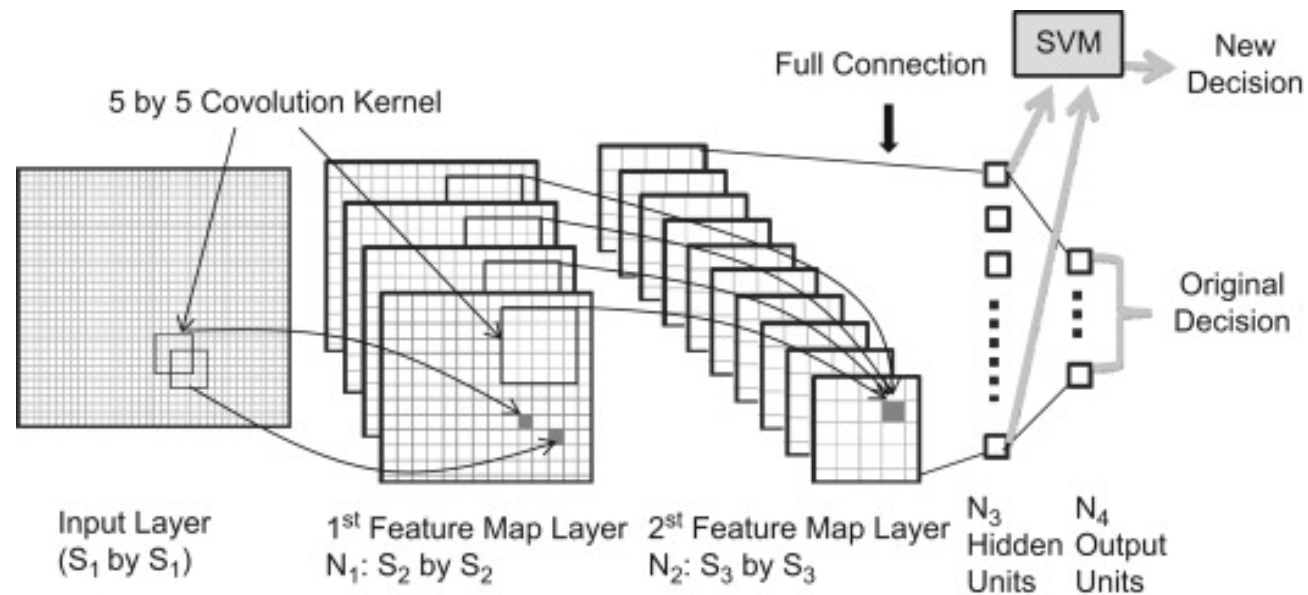 SVM
New
Decision
Full Connection
5 by 5 Covolution Kernel
Original
Decision
Input Layer
(S₁ by S₁)
1ˢᵗ Feature Map Layer
N₁: S₂ by S₂
2ˢᵗ Feature Map Layer
N₂: S₃ by S₃
N₃
Hidden
Units
N₄
Output
Units